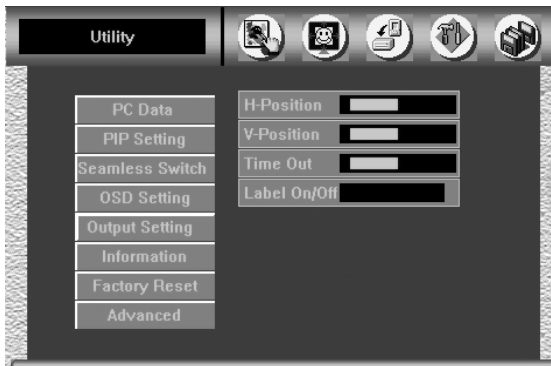 Utility
PC Data
PIP Setting
Seamless Switch
OSD Setting
Output Setting
Information
Factory Reset
Advanced
H-Position
V-Position
Time Out
Label On/Off